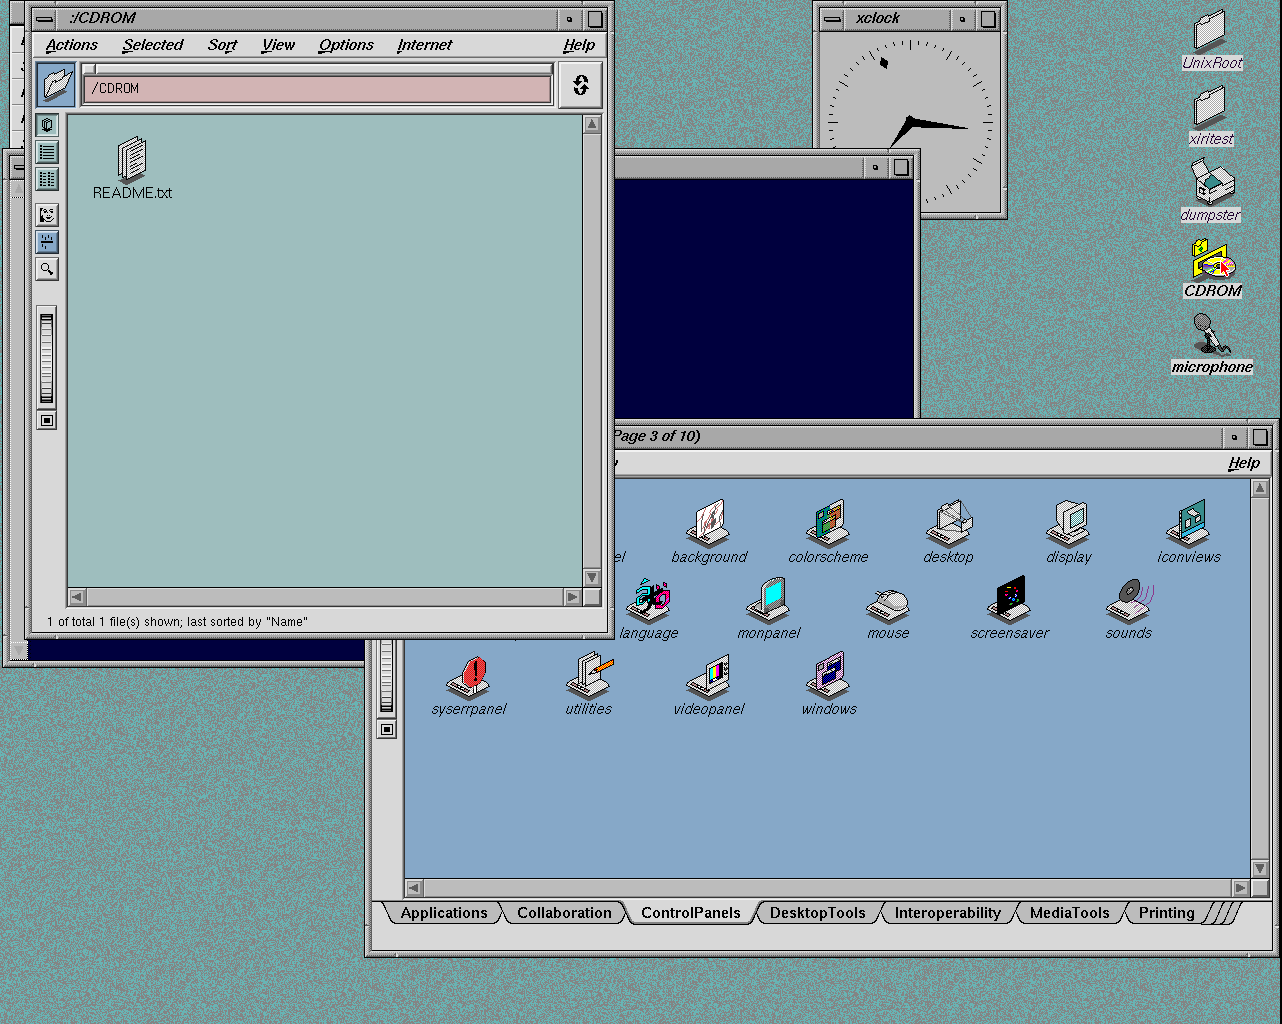 :/CDROM
Actions Selected Sort View Options Internet Help
/CDROM
README.txt
1 of total 1 file(s) shown; last sorted by "Name"
xclock
UnixRoot
xiritest
dumpster
CDROM
microphone
Page 3 of 10)
Help
el background colorscheme desktop display iconviews
language monpanel mouse screensaver sounds
syserrpanel utilities videopanel windows
Applications Collaboration ControlPanels DesktopTools Interoperability MediaTools Printing